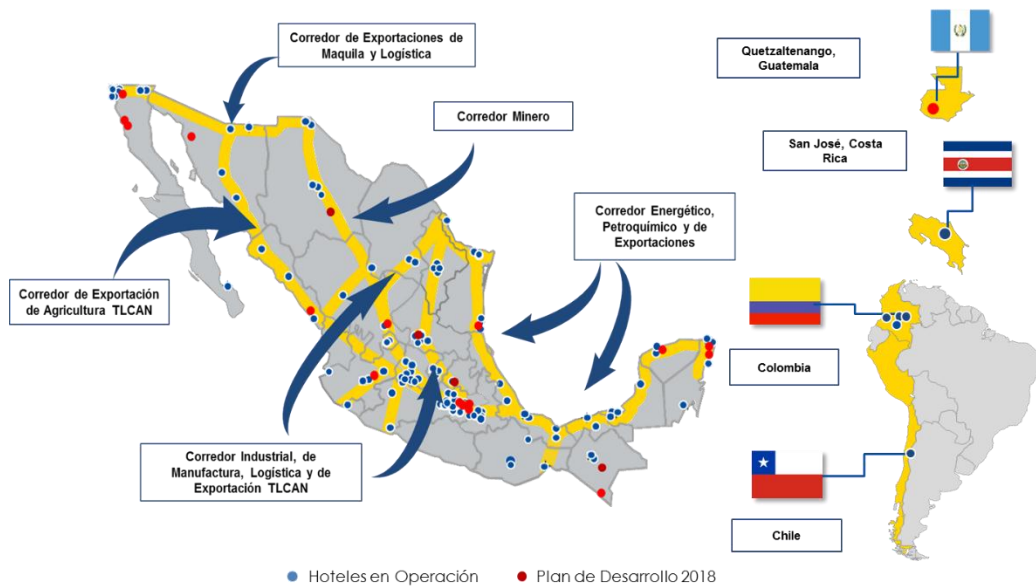 Corredor de Exportaciones de
Maquila y Logística
Quetzaltenango,
Guatemala
Corredor Minero
San José, Costa
Rica
Corredor Energético,
Petroquímico y de
Exportaciones
Corredor de Exportación
de Agricultura TLCAN
Colombia
Corredor Industrial, de
Manufactura, Logística y de
Exportación TLCAN
Chile
Hoteles en Operación
Plan de Desarrollo 2018